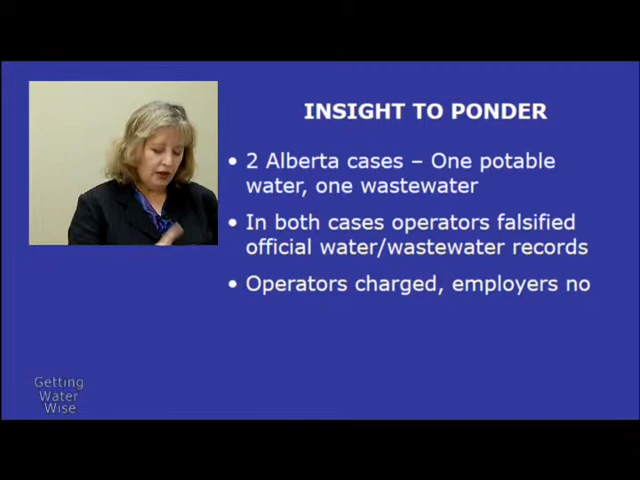 INSIGHT TO PONDER
• 2 Alberta cases – One potable
water, one wastewater
• In both cases operators falsified
official water/wastewater records
• Operators charged, employers no
Getting
Water
Wise